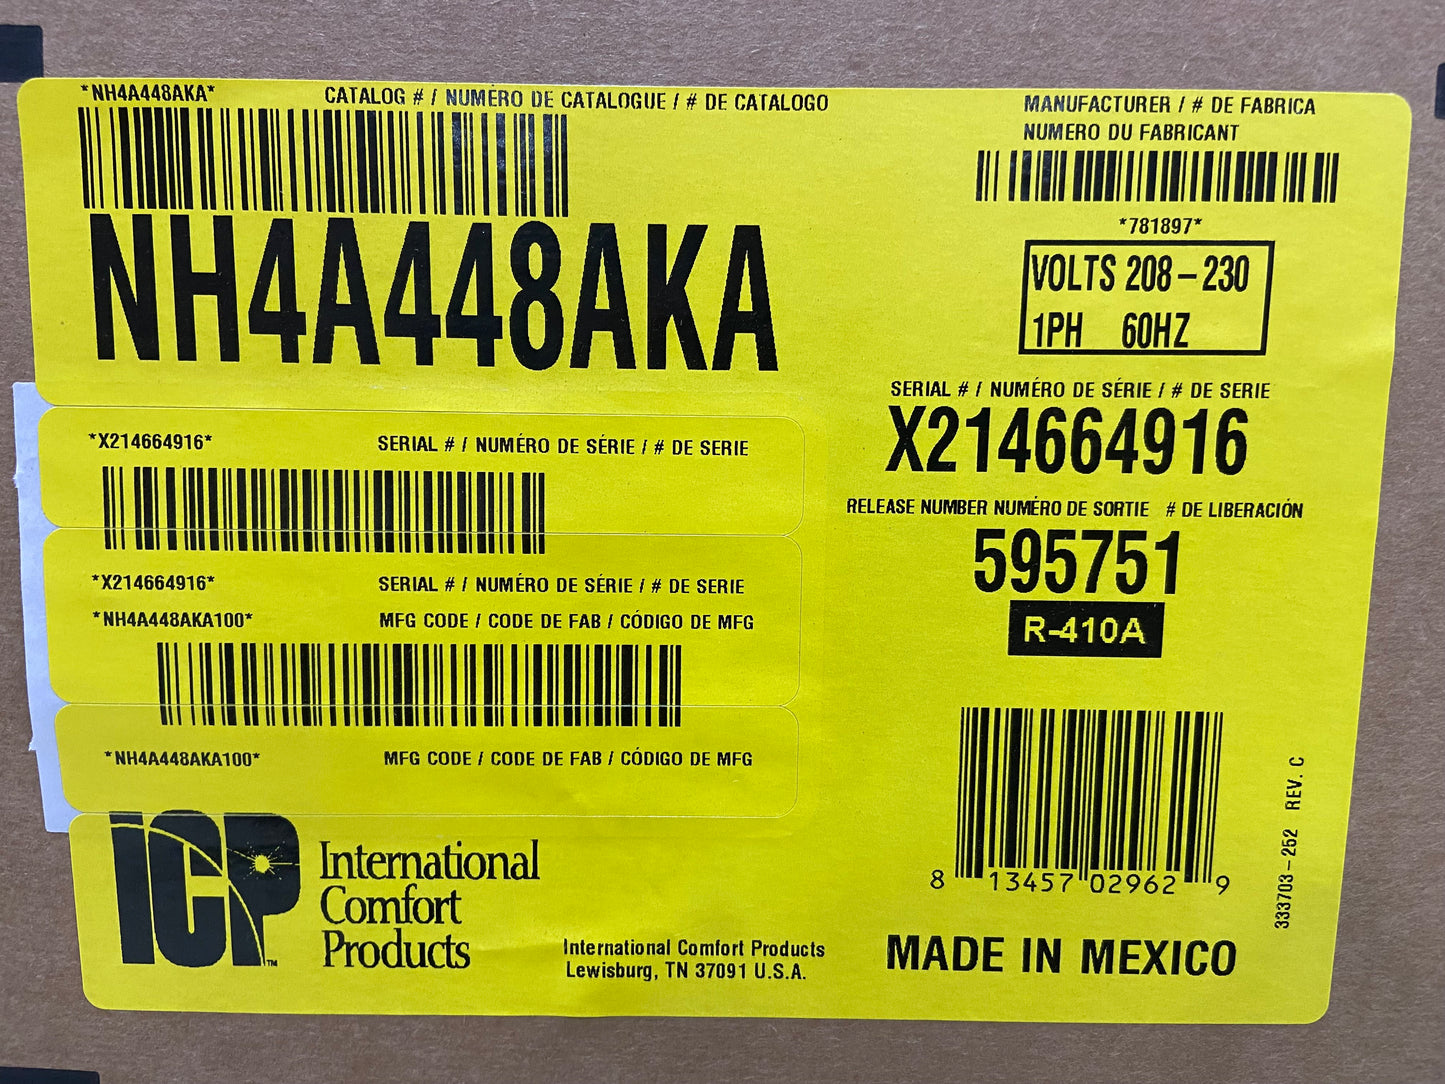 *NH4A448AKA*
CATALOG # / NUMÉRO DE CATALOGUE / # DE CATALOGO
NH4A448AKA
MANUFACTURER / # DE FABRICA
NUMERO DU FABRICANT
*781897*
VOLTS 208 – 230
1PH 60HZ
SERIAL # / NUMÉRO DE SÉRIE / # DE SERIE
X214664916
RELEASE NUMBER NUMÉRO DE SORTIE # DE LIBERACIÓN
595751
R-410A
*X214664916*
SERIAL # / NUMÉRO DE SÉRIE / # DE SERIE
*X214664916*
SERIAL # / NUMÉRO DE SÉRIE / # DE SERIE
*NH4A448AKA100*
MFG CODE / CODE DE FAB / CÓDIGO DE MFG
*NH4A448AKA100*
MFG CODE / CODE DE FAB / CÓDIGO DE MFG
ICP™
International
Comfort
Products
International Comfort Products
Lewisburg, TN 37091 U.S.A.
8 13457 02962 9
MADE IN MEXICO
333703–252 REV. C